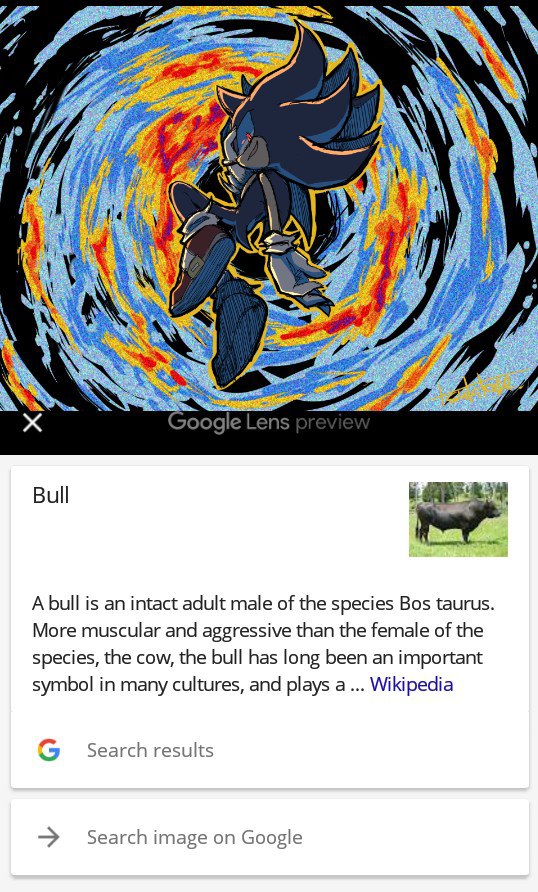 Google Lens preview
Bull
A bull is an intact adult male of the species Bos taurus.
More muscular and aggressive than the female of the
species, the cow, the bull has long been an important
symbol in many cultures, and plays a ... Wikipedia
Search results
Search image on Google